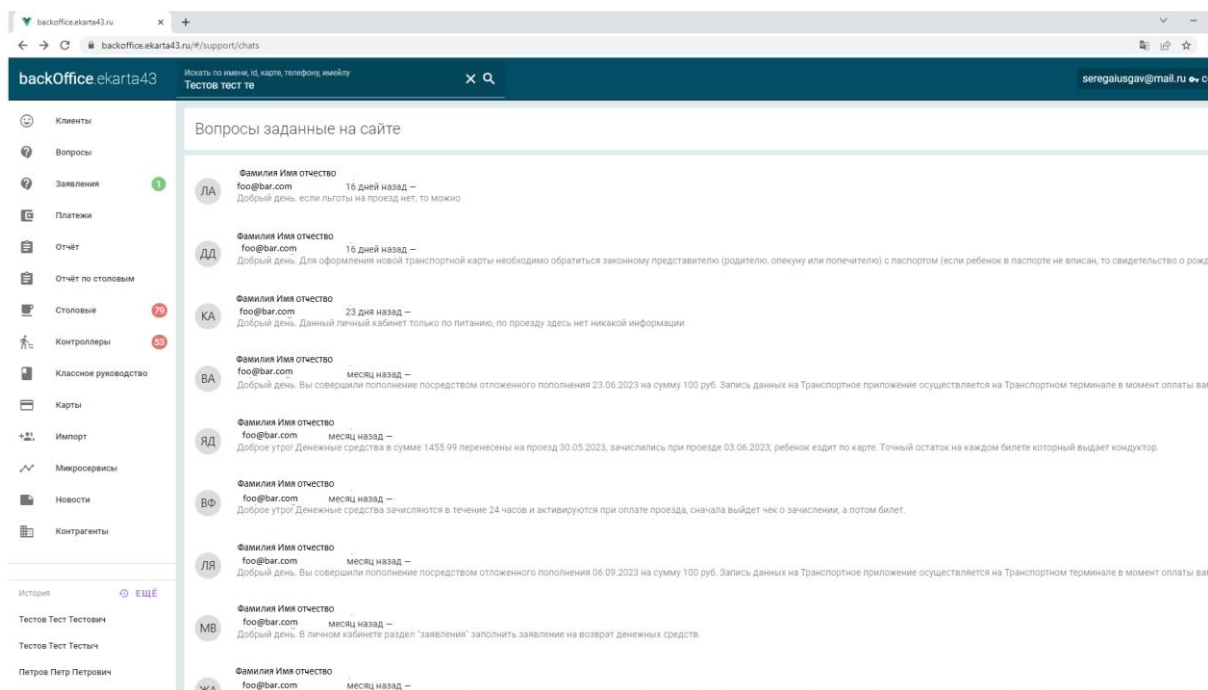 backoffice.ekarta43.ru
backoffice.ekarta43.ru/#/support/chats
backOffice.ekarta43
Искать по имени, id, карте, телефону, имейлу
Тестов тест те
seregaiusgav@mail.ru
Клиенты
Вопросы
Заявления 1
Платежи
Отчёт
Отчёт по столовым
Столовые 79
Контроллеры 53
Классное руководство
Карты
Импорт
Микросервисы
Новости
Контрагенты
История ЕЩЁ
Тестов Тест Тестович
Тестов Тест Тестыч
Петров Петр Петрович
Вопросы заданные на сайте
ЛА
Фамилия Имя отчество
foo@bar.com 16 дней назад —
Добрый день. если льготы на проезд нет, то можно
ДД
Фамилия Имя отчество
foo@bar.com 16 дней назад —
Добрый день. Для оформления новой транспортной карты необходимо обратиться законному представителю (родителю, опекуну или попечителю) с паспортом (если ребенок в паспорте не вписан, то свидетельство о рожд
КА
Фамилия Имя отчество
foo@bar.com 23 дня назад —
Добрый день. Данный личный кабинет только по питанию, по проезду здесь нет никакой информации
ВА
Фамилия Имя отчество
foo@bar.com месяц назад —
Добрый день. Вы совершили пополнение посредством отложенного пополнения 23.06.2023 на сумму 100 руб. Запись данных на Транспортное приложение осуществляется на Транспортном терминале в момент оплаты ва
ЯД
Фамилия Имя отчество
foo@bar.com месяц назад —
Доброе утро! Денежные средства в сумме 1455.99 перенесены на проезд 30.05.2023, зачислились при проезде 03.06.2023, ребенок ездит по карте. Точный остаток на каждом билете который выдает кондуктор.
ВФ
Фамилия Имя отчество
foo@bar.com месяц назад —
Доброе утро! Денежные средства зачисляются в течение 24 часов и активируются при оплате проезда, сначала выйдет чек о зачислении, а потом билет.
ЛЯ
Фамилия Имя отчество
foo@bar.com месяц назад —
Добрый день. Вы совершили пополнение посредством отложенного пополнения 06.09.2023 на сумму 100 руб. Запись данных на Транспортное приложение осуществляется на Транспортном терминале в момент оплаты ва
МВ
Фамилия Имя отчество
foo@bar.com месяц назад —
Добрый день. В личном кабинете раздел "заявления" заполнить заявление на возврат денежных средств.
ЖА
Фамилия Имя отчество
foo@bar.com месяц назад —